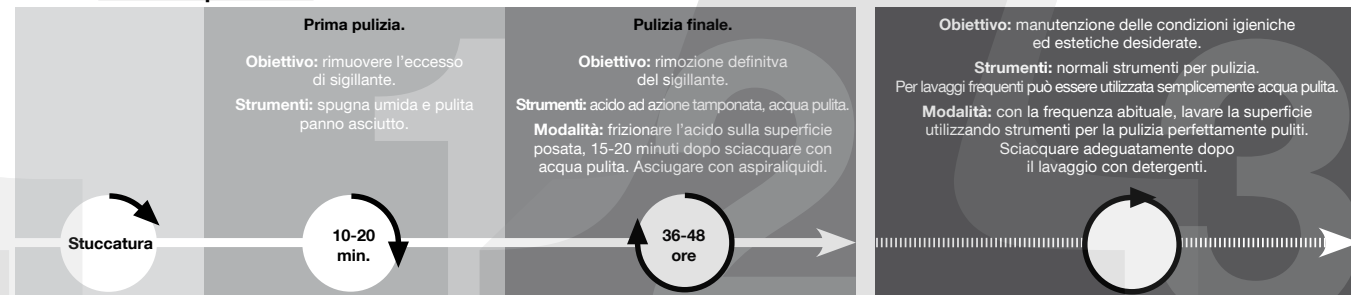 Prima pulizia.
Obiettivo: rimuovere l'eccesso
di sigillante.
Strumenti: spugna umida e pulita
panno asciutto.
Pulizia finale.
Obiettivo: rimozione definitva
del sigillante.
Strumenti: acido ad azione tamponata, acqua pulita.
Modalità: frizionare l'acido sulla superficie
posata, 15-20 minuti dopo sciacquare con
acqua pulita. Asciugare con aspiraliquidi.
Obiettivo: manutenzione delle condizioni igieniche
ed estetiche desiderate.
Strumenti: normali strumenti per pulizia.
Per lavaggi frequenti può essere utilizzata semplicemente acqua pulita.
Modalità: con la frequenza abituale, lavare la superficie
utilizzando strumenti per la pulizia perfettamente puliti.
Sciacquare adeguatamente dopo
il lavaggio con detergenti.
Stuccatura
10-20
min.
36-48
ore
1
2
3